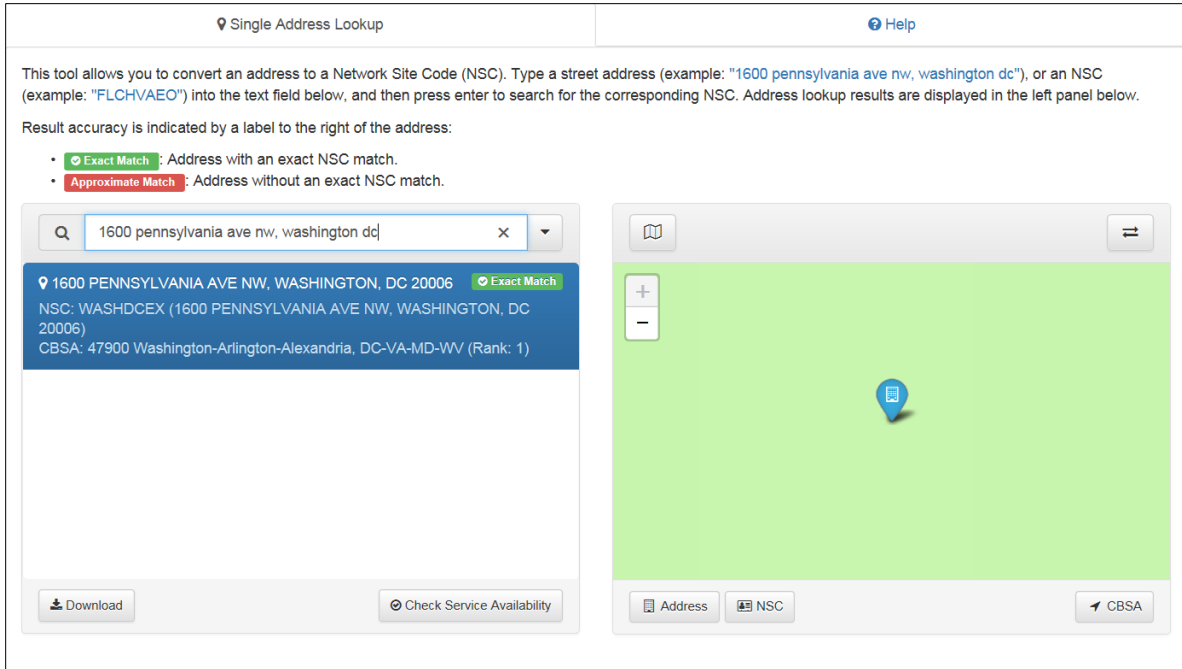 Single Address Lookup
Help
This tool allows you to convert an address to a Network Site Code (NSC). Type a street address (example: "1600 pennsylvania ave nw, washington dc"), or an NSC
(example: "FLCHVAEO") into the text field below, and then press enter to search for the corresponding NSC. Address lookup results are displayed in the left panel below.
Result accuracy is indicated by a label to the right of the address:
• Exact Match : Address with an exact NSC match.
• Approximate Match : Address without an exact NSC match.
1600 pennsylvania ave nw, washington dc
1600 PENNSYLVANIA AVE NW, WASHINGTON, DC 20006 Exact Match
NSC: WASHDCEX (1600 PENNSYLVANIA AVE NW, WASHINGTON, DC
20006)
CBSA: 47900 Washington-Arlington-Alexandria, DC-VA-MD-WV (Rank: 1)
Download
Check Service Availability
+
−
Address
NSC
CBSA